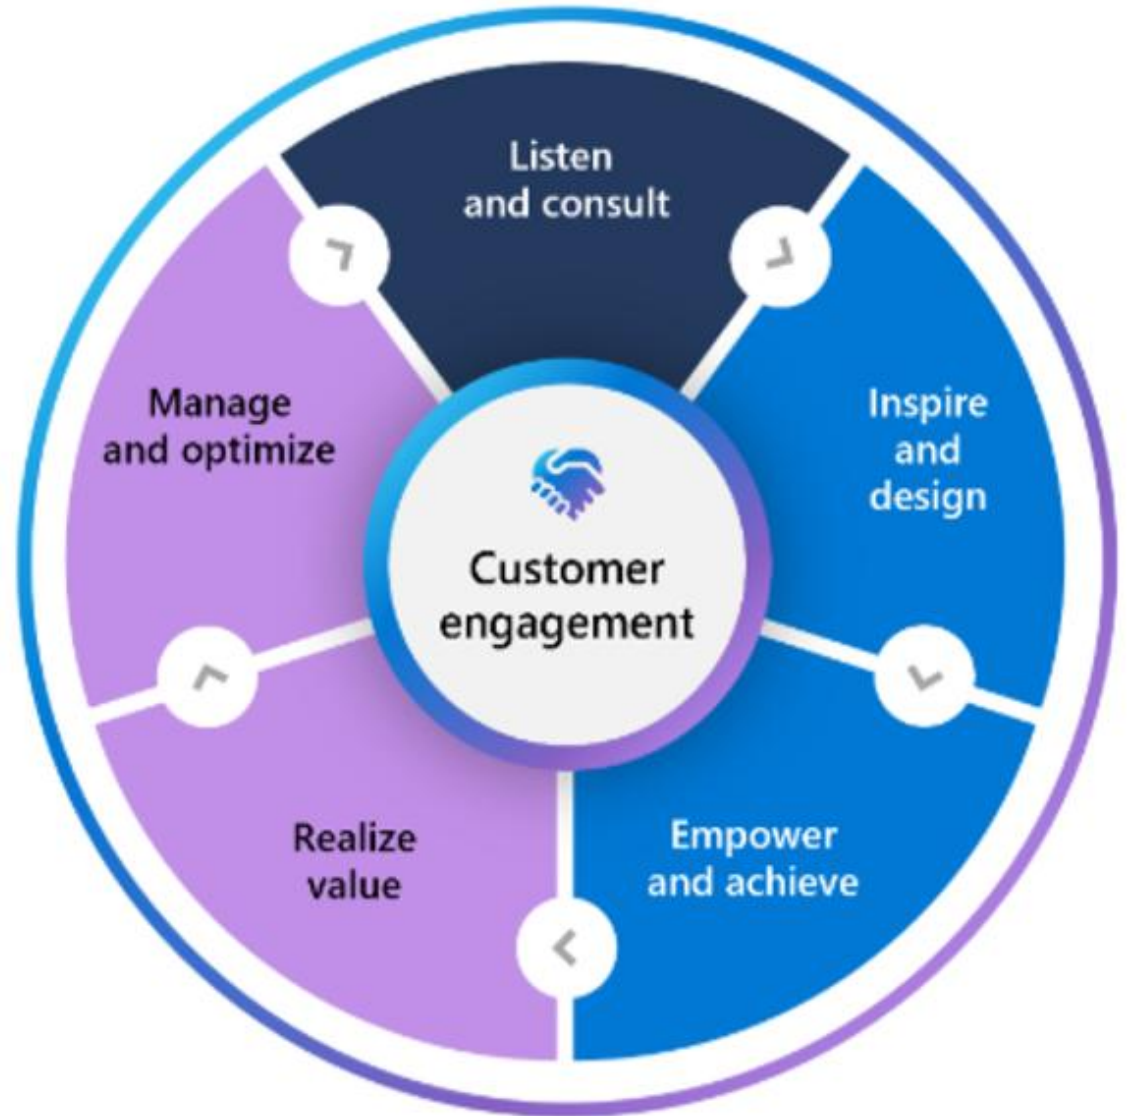 Listen
and consult
Inspire
and
design
Empower
and achieve
Realize
value
Manage
and optimize
Customer
engagement